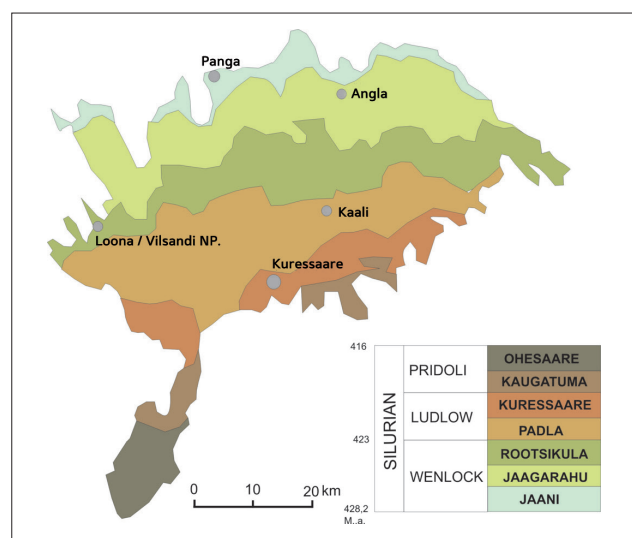 Panga
Angla
Kaali
Loona / Vilsandi NP.
Kuressaare
416
423
428,2
M..a.
SILURIAN
PRIDOLI
LUDLOW
WENLOCK
OHESAARE
KAUGATUMA
KURESSAARE
PADLA
ROOTSIKULA
JAAGARAHU
JAANI
0 10 20 km